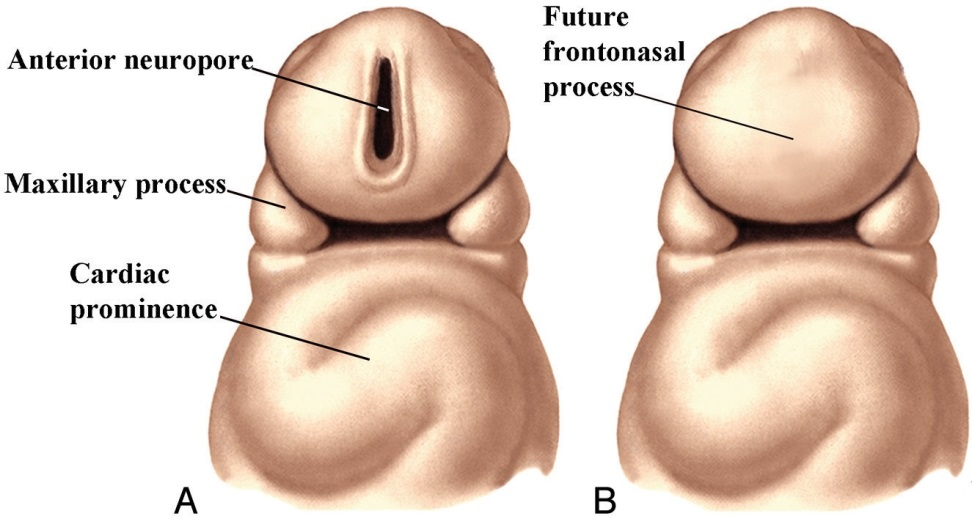 Anterior neuropore
Maxillary process
Cardiac
prominence
A
Future
frontonasal
process
B